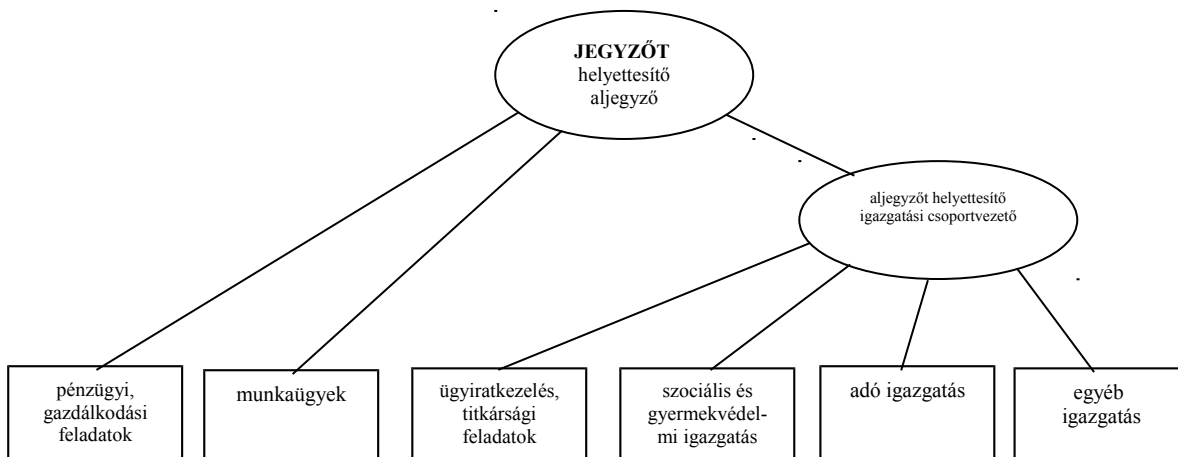 JEGYZŐT
helyettesítő
aljegyző
aljegyzőt helyettesítő
igazgatási csoportvezető
pénzügyi,
gazdálkodási
feladatok
munkaügyek
ügyiratkezelés,
titkársági
feladatok
szociális és
gyermekvédel-
mi igazgatás
adó igazgatás
egyéb
igazgatás